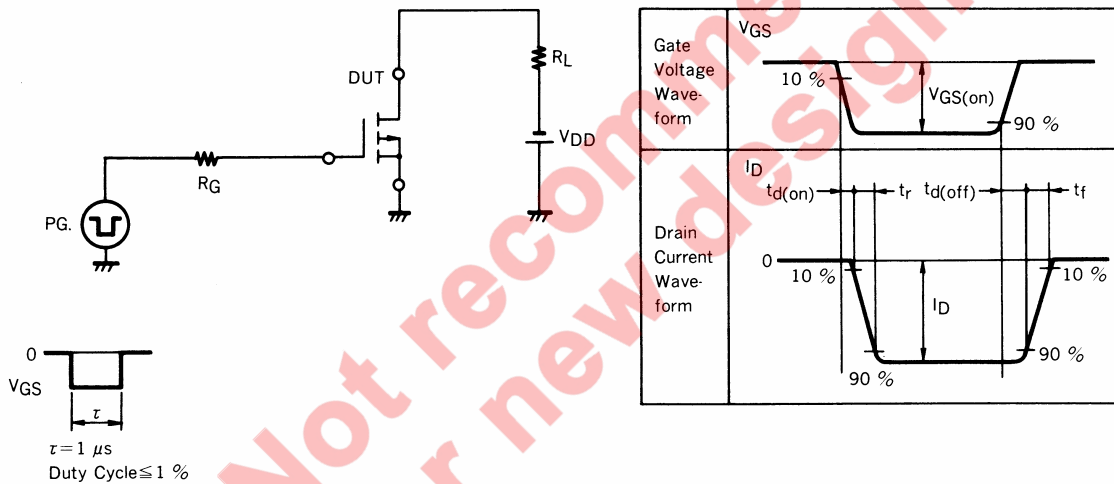 DUT
RL
VDD
RG
PG.
0
VGS
τ
τ=1 μs
Duty Cycle≦1 %
Gate
Voltage
Wave-
form
VGS
10 %
VGS(on)
90 %
Drain
Current
Wave-
form
ID
td(on) tr td(off) tf
0
10 %
10 %
ID
90 %
90 %
Not recomme
r new design